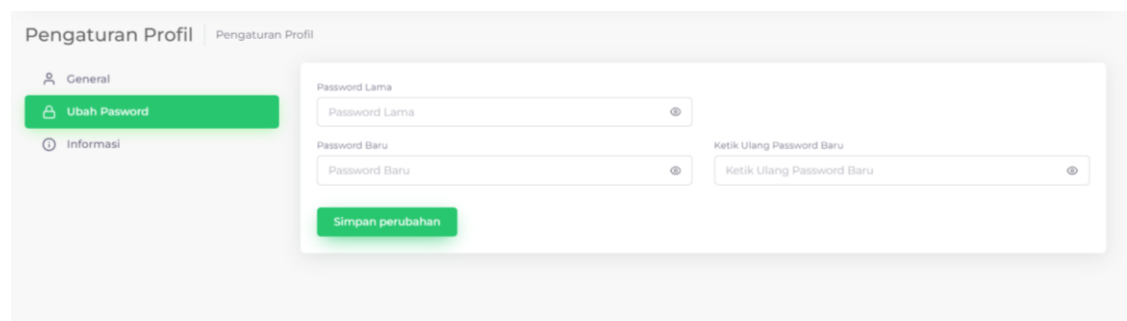 Pengaturan Profil Pengaturan Profil
General
Ubah Pasword
Informasi
Password Lama
Password Lama
Password Baru
Password Baru
Ketik Ulang Password Baru
Ketik Ulang Password Baru
Simpan perubahan